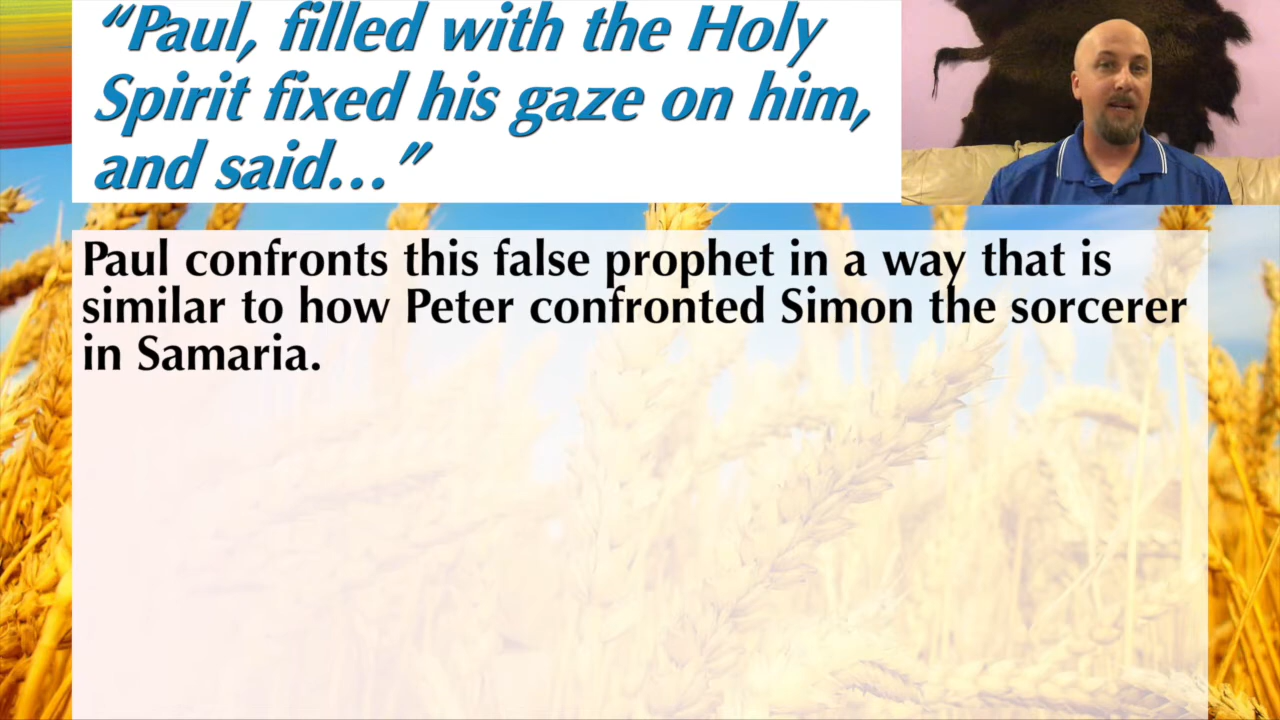 “Paul, filled with the Holy
Spirit fixed his gaze on him,
and said…”
Paul confronts this false prophet in a way that is
similar to how Peter confronted Simon the sorcerer
in Samaria.